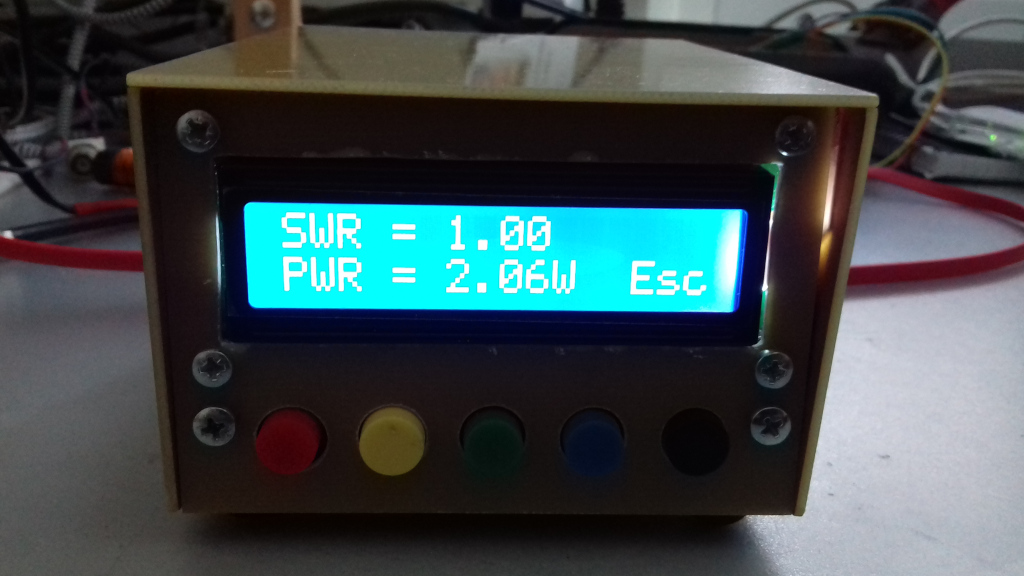 SWR = 1.00
PWR = 2.06W Esc